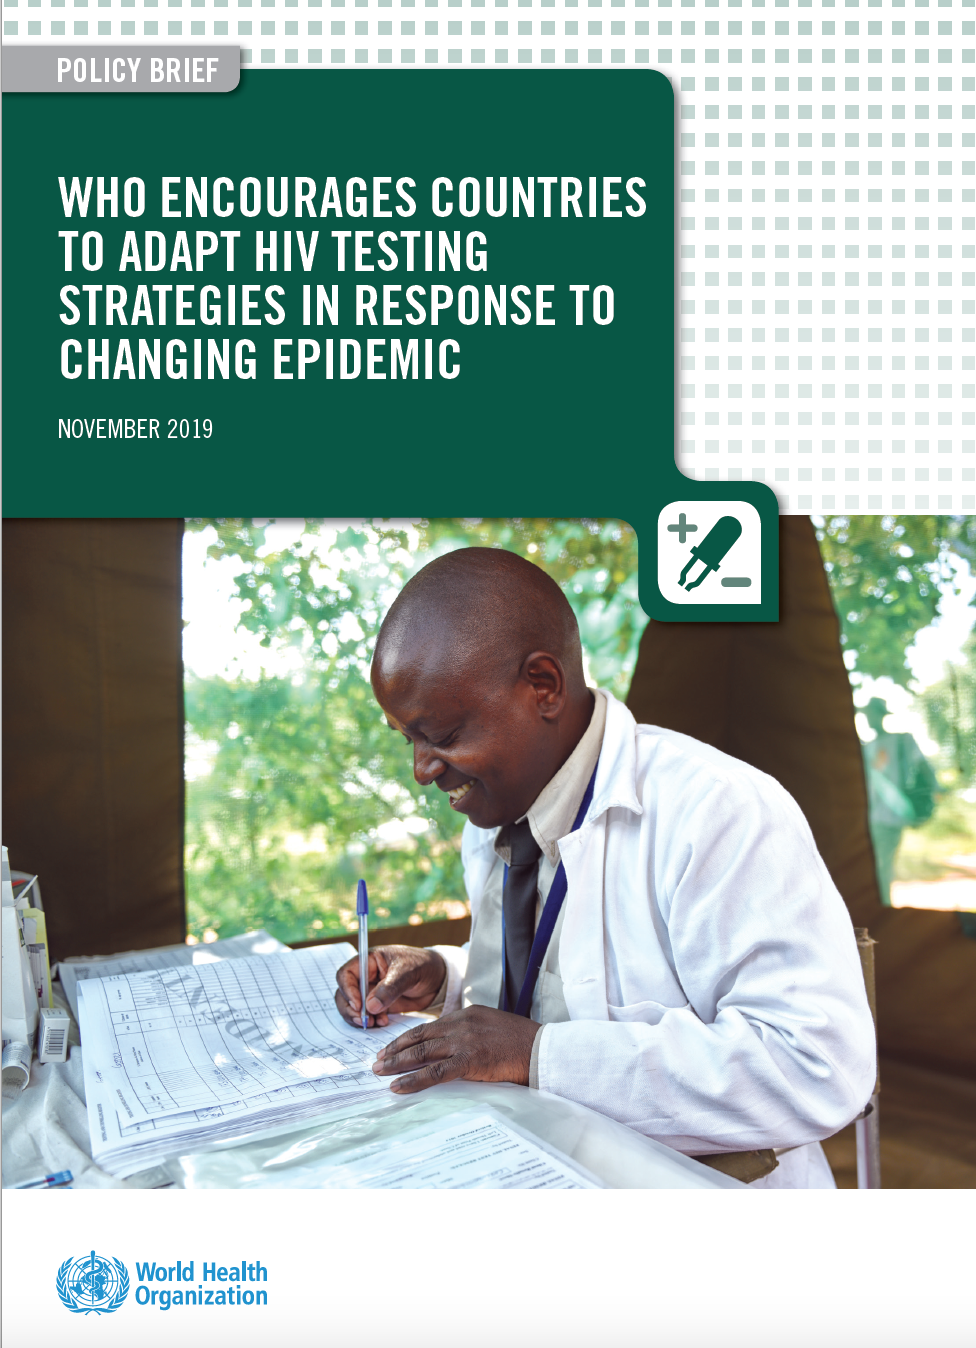 POLICY BRIEF
WHO ENCOURAGES COUNTRIES
TO ADAPT HIV TESTING
STRATEGIES IN RESPONSE TO
CHANGING EPIDEMIC
NOVEMBER 2019
World Health
Organization